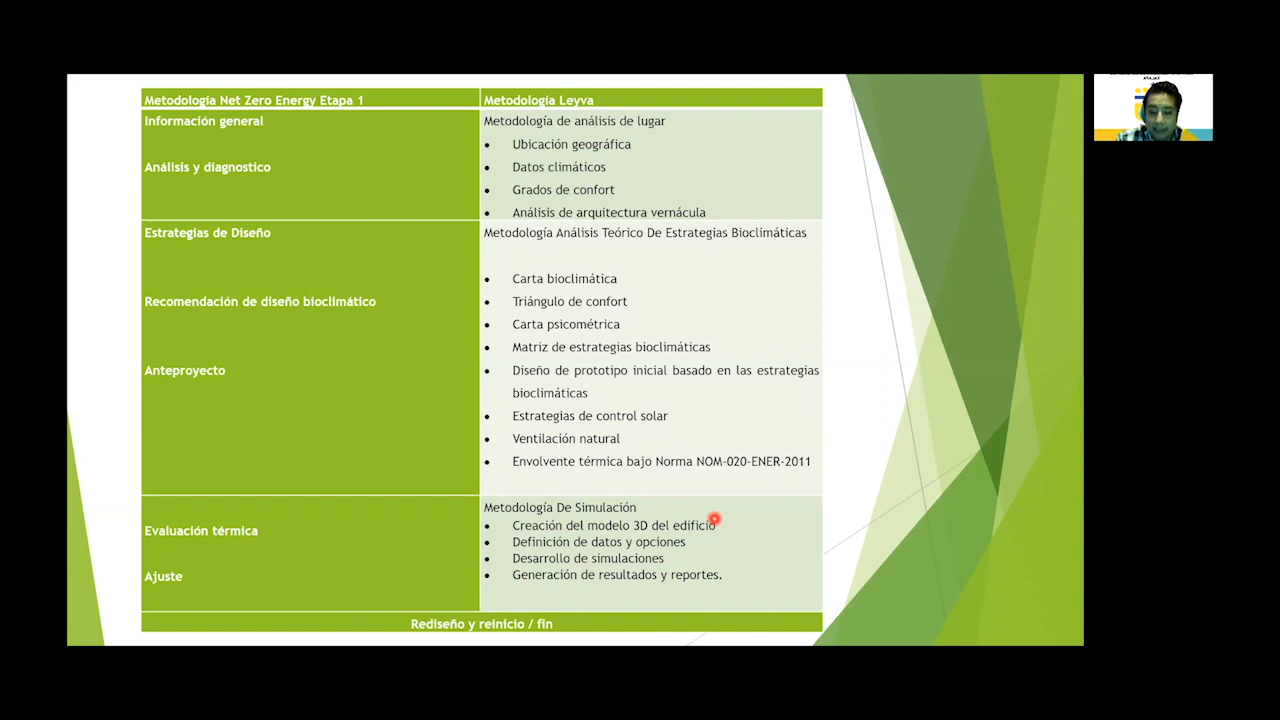 Metodología Net Zero Energy Etapa 1
Metodología Leyva
Información general
Análisis y diagnostico
Metodología de análisis de lugar
• Ubicación geográfica
• Datos climáticos
• Grados de confort
• Análisis de arquitectura vernácula
Estrategias de Diseño
Recomendación de diseño bioclimático
Anteproyecto
Metodología Análisis Teórico De Estrategias Bioclimáticas
• Carta bioclimática
• Triángulo de confort
• Carta psicométrica
• Matriz de estrategias bioclimáticas
• Diseño de prototipo inicial basado en las estrategias
bioclimáticas
• Estrategias de control solar
• Ventilación natural
• Envolvente térmica bajo Norma NOM-020-ENER-2011
Evaluación térmica
Ajuste
Metodología De Simulación
• Creación del modelo 3D del edificio
• Definición de datos y opciones
• Desarrollo de simulaciones
• Generación de resultados y reportes.
Rediseño y reinicio / fin